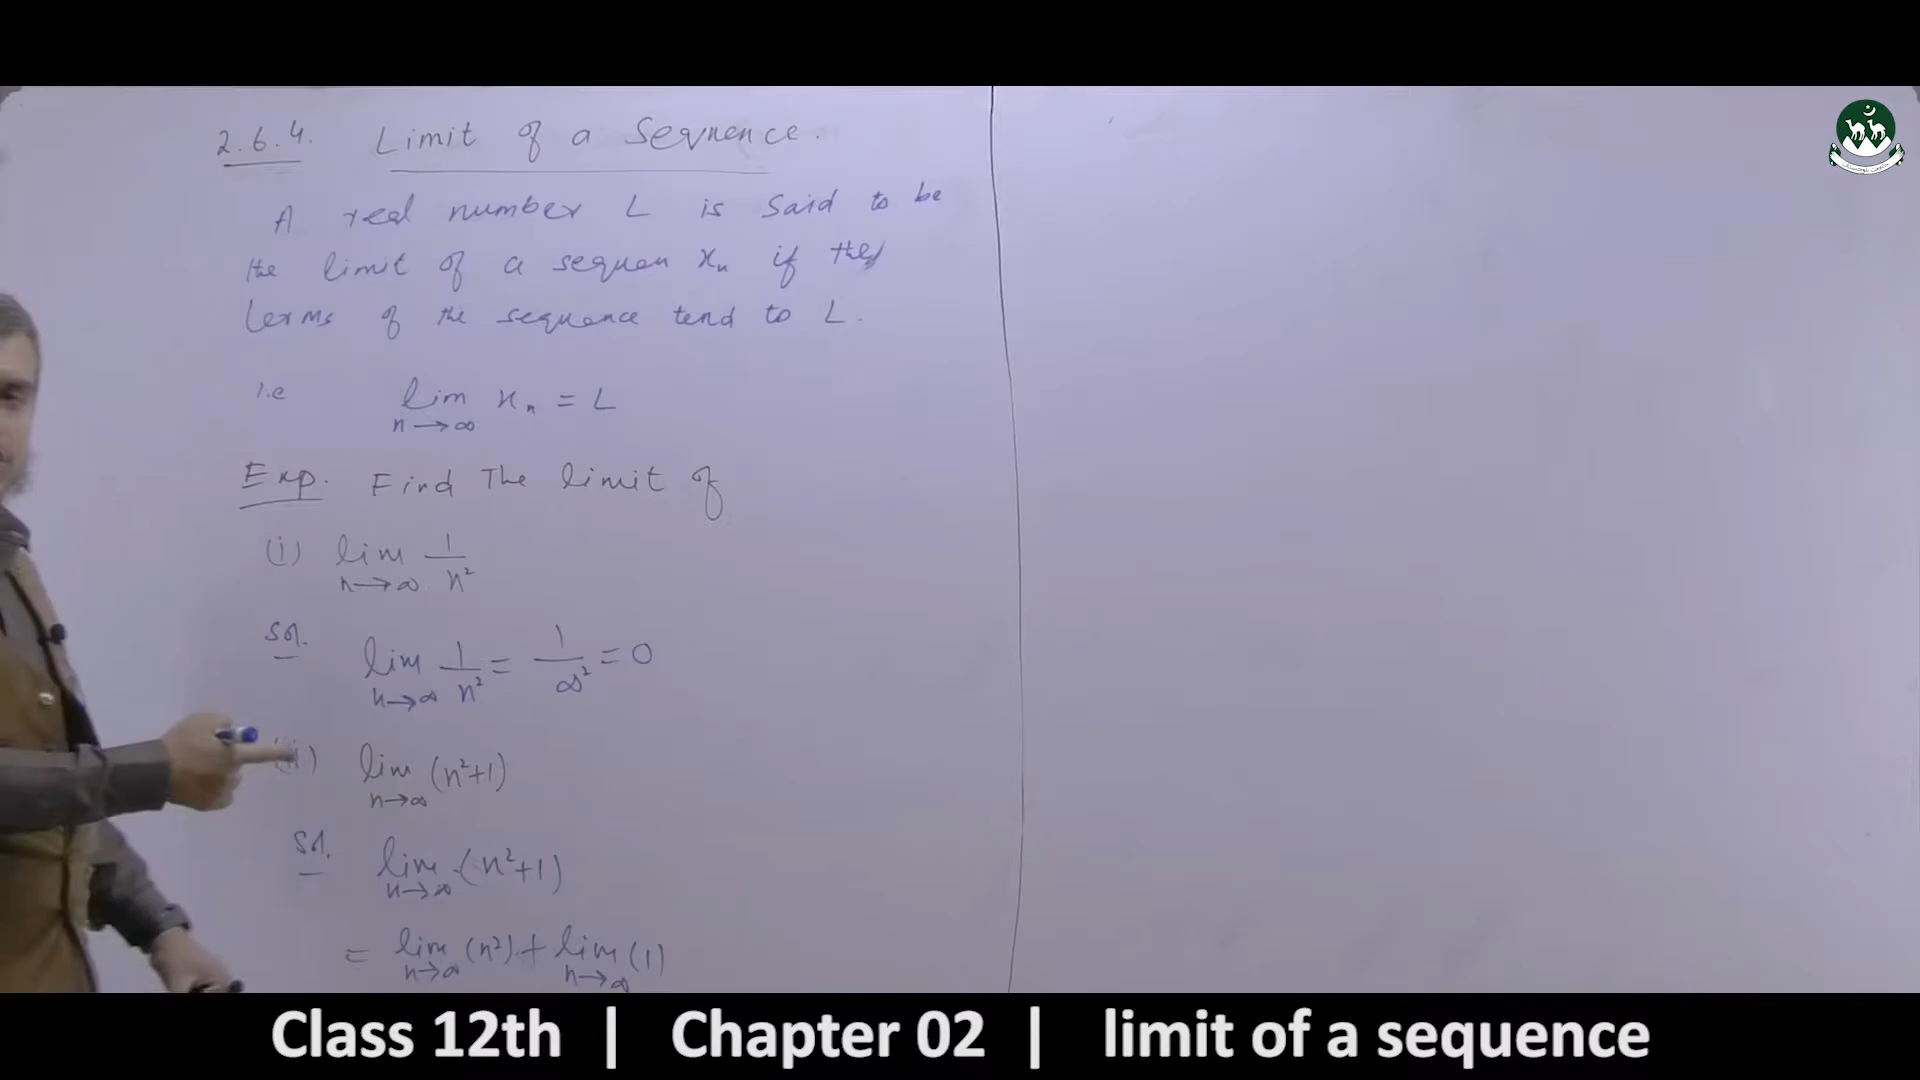 2.6.4. Limit of a Sequence.
A real number L is said to be
the limit of a sequen xₙ if the
terms of the sequence tend to L.
i.e lim xₙ = L
n→∞
Exp. Find The limit of
(i) lim 1/n²
n→∞
Sol. lim 1/n² = 1/∞² = 0
n→∞
(ii) lim (n²+1)
n→∞
Sol. lim (n²+1)
n→∞
= lim (n²) + lim (1)
n→∞ n→∞
Class 12th | Chapter 02 | limit of a sequence